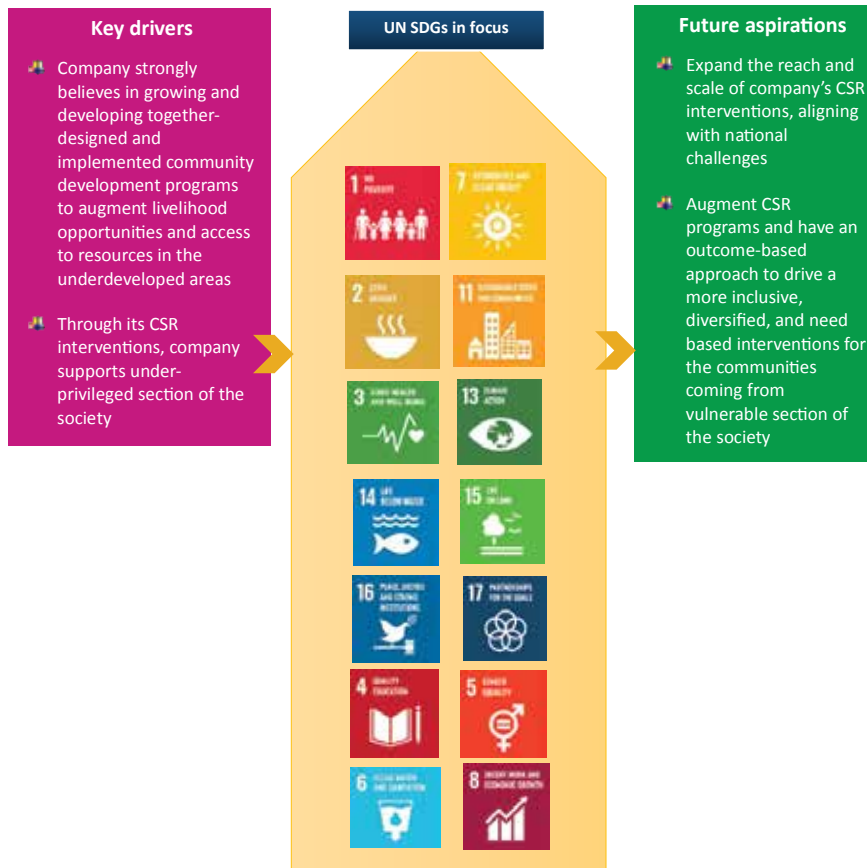 Key drivers
Company strongly
believes in growing and
developing together-
designed and
implemented community
development programs
to augment livelihood
opportunities and access
to resources in the
underdeveloped areas
Through its CSR
interventions, company
supports under-
privileged section of the
society
UN SDGs in focus
1 NO
POVERTY
7 AFFORDABLE AND
CLEAN ENERGY
2 ZERO
HUNGER
11 SUSTAINABLE CITIES
AND COMMUNITIES
3 GOOD HEALTH
AND WELL-BEING
13 CLIMATE
ACTION
14 LIFE
BELOW WATER
15 LIFE
ON LAND
16 PEACE, JUSTICE
AND STRONG
INSTITUTIONS
17 PARTNERSHIPS
FOR THE GOALS
4 QUALITY
EDUCATION
5 GENDER
EQUALITY
6 CLEAN WATER
AND SANITATION
8 DECENT WORK AND
ECONOMIC GROWTH
Future aspirations
Expand the reach and
scale of company's CSR
interventions, aligning
with national
challenges
Augment CSR
programs and have an
outcome-based
approach to drive a
more inclusive,
diversified, and need
based interventions for
the communities
coming from
vulnerable section of
the society